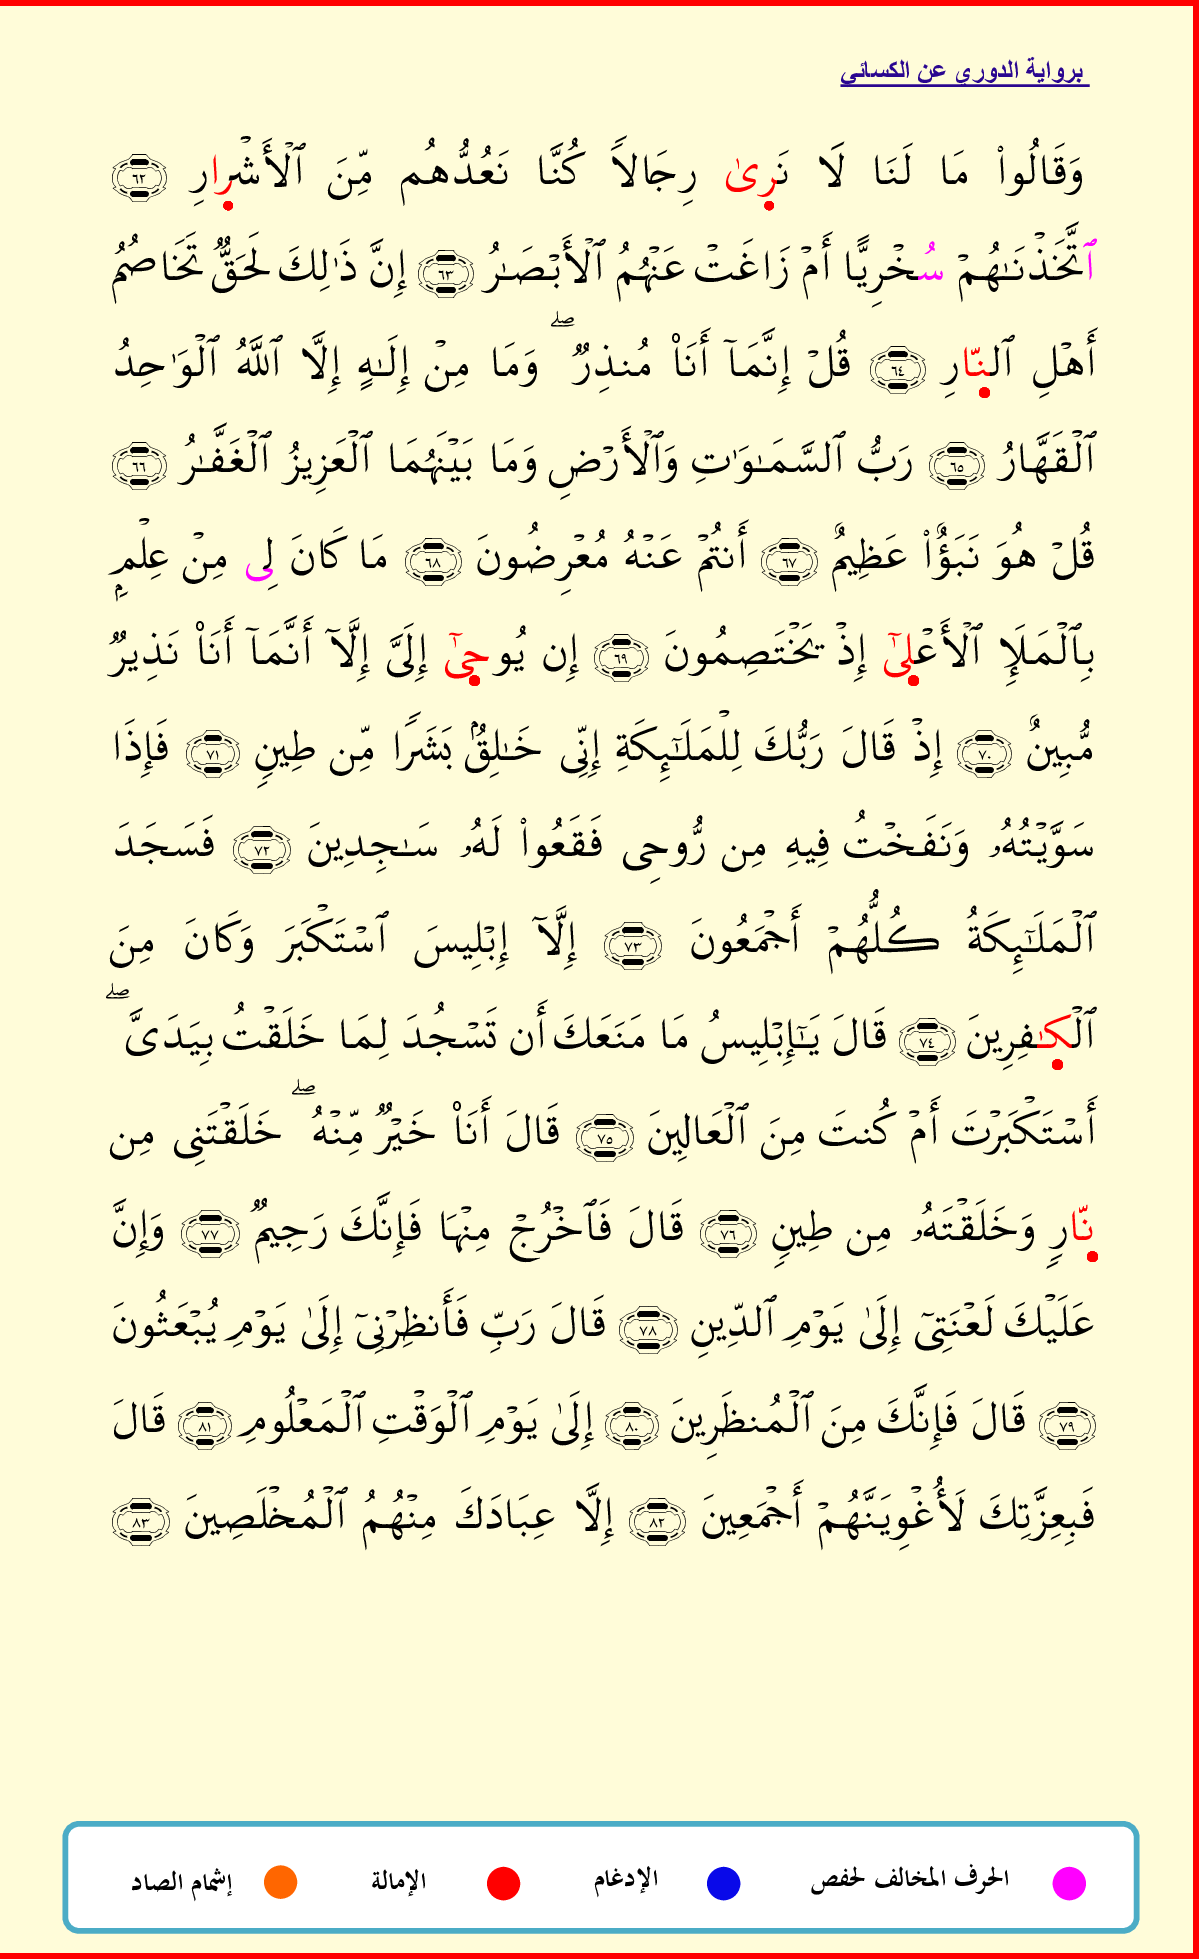 برواية الدوري عن الكسائي
وَقَالُواْ مَا لَنَا لَا نَرِىٰ رِجَالاً كُنَّا نَعُدُّهُم مِّنَ ٱلۡأَشۡرِارِ ٦٢
ٱتَّخَذۡنَٰهُمۡ سُخۡرِيًّا أَمۡ زَاغَتۡ عَنۡهُمُ ٱلۡأَبۡصَٰرُ ٦٣ إِنَّ ذَٰلِكَ لَحَقٌّ تَخَاصُمُ
أَهۡلِ ٱلنّارِ ٦٤ قُلۡ إِنَّمَآ أَنَا۠ مُنذِرٌ ۖ وَمَا مِنۡ إِلَٰهٍ إِلَّا ٱللَّهُ ٱلۡوَٰحِدُ
ٱلۡقَهَّارُ ٦٥ رَبُّ ٱلسَّمَٰوَٰتِ وَٱلۡأَرۡضِ وَمَا بَيۡنَهُمَا ٱلۡعَزِيزُ ٱلۡغَفَّٰرُ ٦٦
قُلۡ هُوَ نَبَؤٌاْ عَظِيمٌ ٦٧ أَنتُمۡ عَنۡهُ مُعۡرِضُونَ ٦٨ مَا كَانَ لِى مِنۡ عِلۡمِۭ
بِٱلۡمَلَإِ ٱلۡأَعۡلِىٰٓ إِذۡ يَخۡتَصِمُونَ ٦٩ إِن يُوحِىٰٓ إِلَىَّ إِلَّآ أَنَّمَآ أَنَا۠ نَذِيرٌ
مُّبِينٌ ٧٠ إِذۡ قَالَ رَبُّكَ لِلۡمَلَٰٓئِكَةِ إِنِّى خَٰلِقُۢ بَشَرًا مِّن طِينٍ ٧١ فَإِذَا
سَوَّيۡتُهُۥ وَنَفَخۡتُ فِيهِ مِن رُّوحِى فَقَعُواْ لَهُۥ سَٰجِدِينَ ٧٢ فَسَجَدَ
ٱلۡمَلَٰٓئِكَةُ كُلُّهُمۡ أَجۡمَعُونَ ٧٣ إِلَّآ إِبۡلِيسَ ٱسۡتَكۡبَرَ وَكَانَ مِنَ
ٱلۡكٰفِرِينَ ٧٤ قَالَ يَٰٓإِبۡلِيسُ مَا مَنَعَكَ أَن تَسۡجُدَ لِمَا خَلَقۡتُ بِيَدَىَّ ۖ
أَسۡتَكۡبَرۡتَ أَمۡ كُنتَ مِنَ ٱلۡعَالِينَ ٧٥ قَالَ أَنَا۠ خَيۡرٌ مِّنۡهُ ۖ خَلَقۡتَنِى مِن
نّارٍ وَخَلَقۡتَهُۥ مِن طِينٍ ٧٦ قَالَ فَٱخۡرُجۡ مِنۡهَا فَإِنَّكَ رَجِيمٌ ٧٧ وَإِنَّ
عَلَيۡكَ لَعۡنَتِىٓ إِلَىٰ يَوۡمِ ٱلدِّينِ ٧٨ قَالَ رَبِّ فَأَنظِرۡنِىٓ إِلَىٰ يَوۡمِ يُبۡعَثُونَ
٧٩ قَالَ فَإِنَّكَ مِنَ ٱلۡمُنظَرِينَ ٨٠ إِلَىٰ يَوۡمِ ٱلۡوَقۡتِ ٱلۡمَعۡلُومِ ٨١ قَالَ
فَبِعِزَّتِكَ لَأُغۡوِيَنَّهُمۡ أَجۡمَعِينَ ٨٢ إِلَّا عِبَادَكَ مِنۡهُمُ ٱلۡمُخۡلَصِينَ ٨٣
الحرف المخالف لحفص الإدغام الإمالة إشمام الصاد